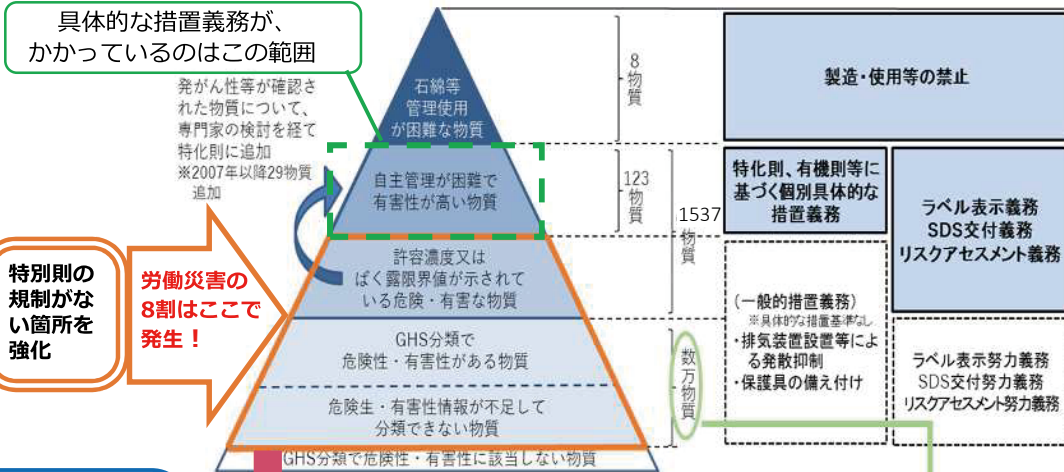 具体的な措置義務が、
かかっているのはこの範囲
発がん性等が確認さ
れた物質について、
専門家の検討を経て
特化則に追加
※2007年以降29物質
追加
石綿等
管理使用
が困難な物質
8
物
質
製造・使用等の禁止
自主管理が困難で
有害性が高い物質
123
物
質
1537
物
質
特化則、有機則等に
基づく個別具体的な
措置義務
ラベル表示義務
SDS交付義務
リスクアセスメント義務
特別則の
規制がな
い箇所を
強化
労働災害の
8割はここで
発生！
許容濃度又は
ばく露限界値が示されて
いる危険・有害な物質
(一般的措置義務)
※具体的な措置基準なし
・排気装置設置等によ
る発散抑制
・保護具の備え付け
GHS分類で
危険性・有害性がある物質
数
万
物
質
ラベル表示努力義務
SDS交付努力義務
リスクアセスメント努力義務
危険生・有害性情報が不足して
分類できない物質
GHS分類で危険性・有害性に該当しない物質